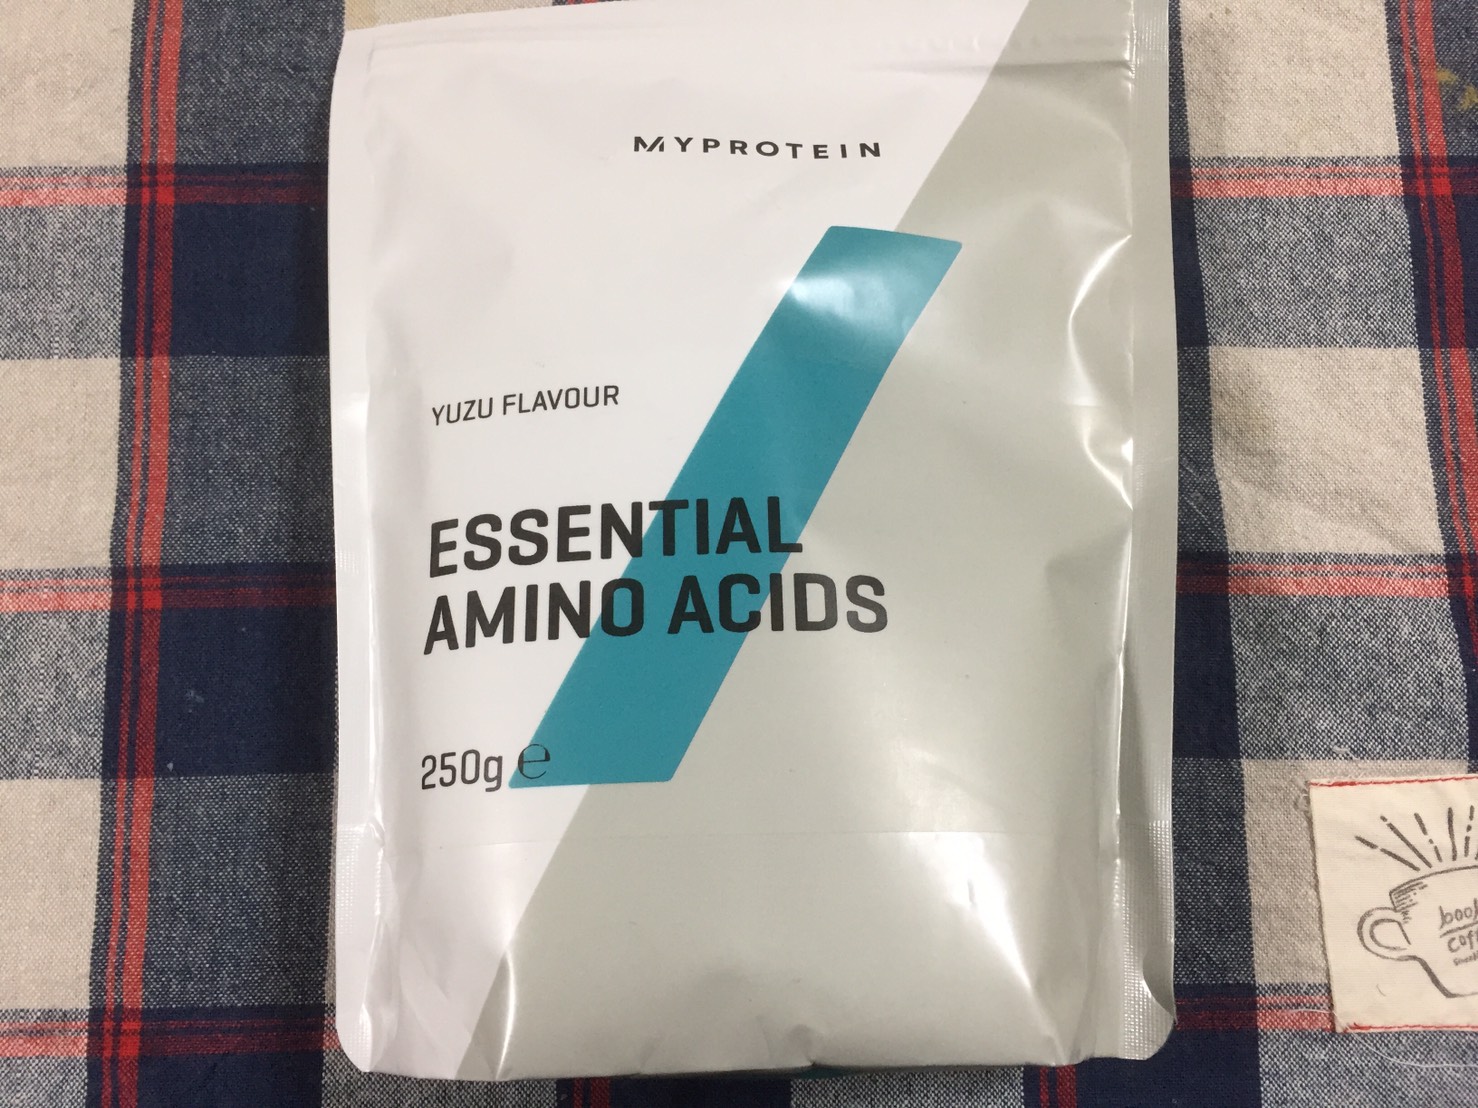 MYPROTEIN
YUZU FLAVOUR
ESSENTIAL
AMINO ACIDS
250g ℮